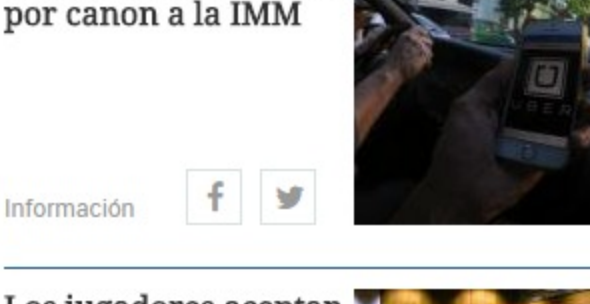 por canon a la IMM
UBER
Información
Los jugadores aceptan